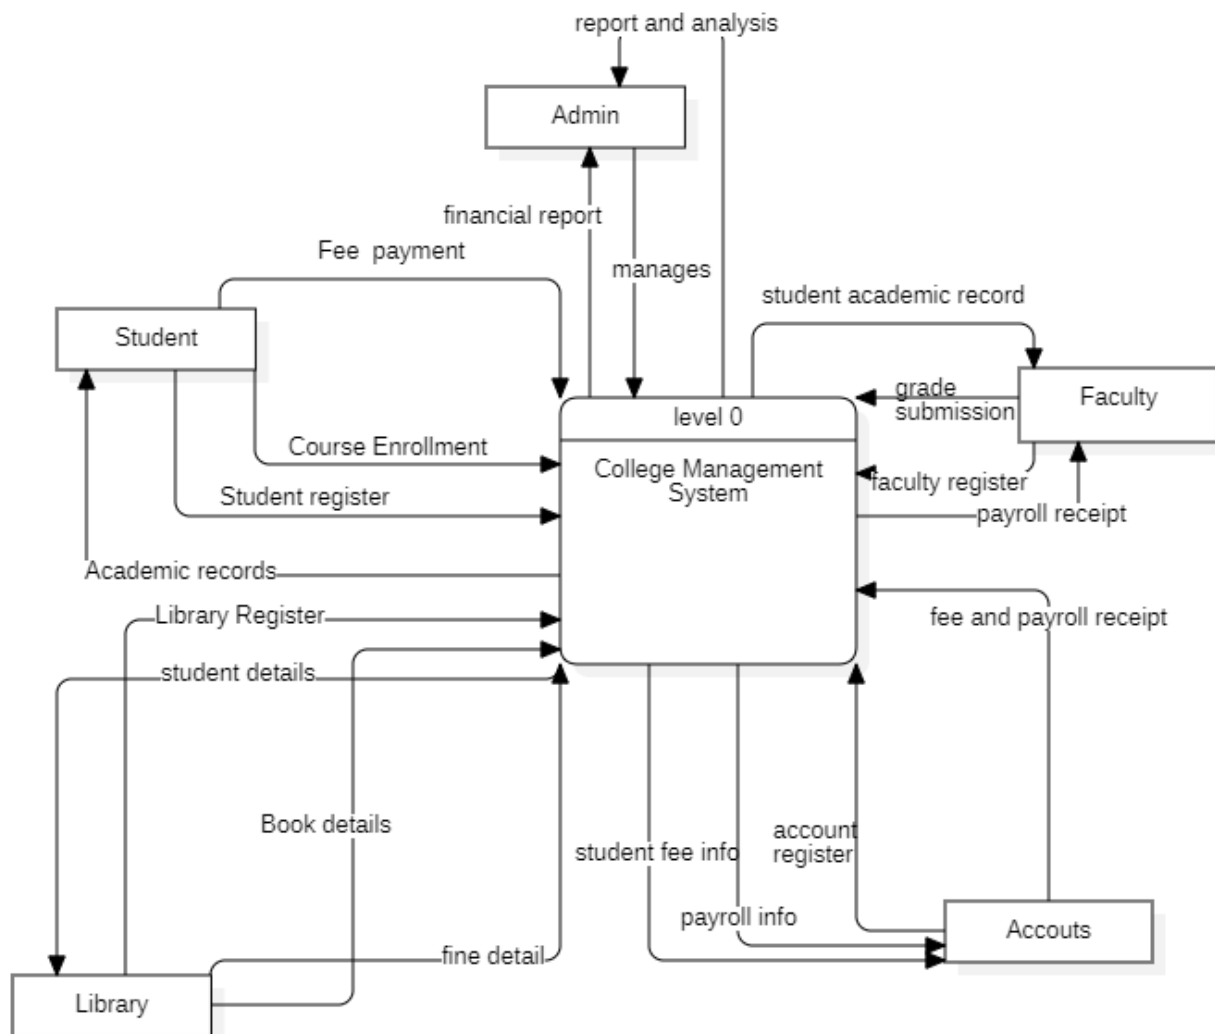 report and analysis
Admin
financial report
Fee  payment
manages
student academic record
Student
grade
submission
Faculty
level 0
Course Enrollment
College Management
System
faculty register
Student register
payroll receipt
Academic records
Library Register
fee and payroll receipt
student details
Book details
account
register
student fee info
payroll info
Accouts
fine detail
Library